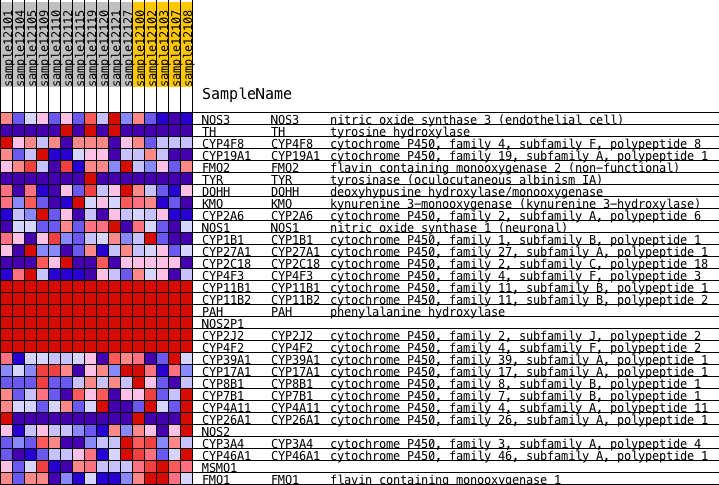 sample12101
sample12104
sample12105
sample12109
sample12110
sample12112
sample12115
sample12119
sample12120
sample12121
sample12127
sample12100
sample12102
sample12103
sample12107
sample12108
SampleName
NOS3 NOS3 nitric oxide synthase 3 (endothelial cell)
TH TH tyrosine hydroxylase
CYP4F8 CYP4F8 cytochrome P450, family 4, subfamily F, polypeptide 8
CYP19A1 CYP19A1 cytochrome P450, family 19, subfamily A, polypeptide 1
FMO2 FMO2 flavin containing monooxygenase 2 (non-functional)
TYR TYR tyrosinase (oculocutaneous albinism IA)
DOHH DOHH deoxyhypusine hydroxylase/monooxygenase
KMO KMO kynurenine 3-monooxygenase (kynurenine 3-hydroxylase)
CYP2A6 CYP2A6 cytochrome P450, family 2, subfamily A, polypeptide 6
NOS1 NOS1 nitric oxide synthase 1 (neuronal)
CYP1B1 CYP1B1 cytochrome P450, family 1, subfamily B, polypeptide 1
CYP27A1 CYP27A1 cytochrome P450, family 27, subfamily A, polypeptide 1
CYP2C18 CYP2C18 cytochrome P450, family 2, subfamily C, polypeptide 18
CYP4F3 CYP4F3 cytochrome P450, family 4, subfamily F, polypeptide 3
CYP11B1 CYP11B1 cytochrome P450, family 11, subfamily B, polypeptide 1
CYP11B2 CYP11B2 cytochrome P450, family 11, subfamily B, polypeptide 2
PAH PAH phenylalanine hydroxylase
NOS2P1
CYP2J2 CYP2J2 cytochrome P450, family 2, subfamily J, polypeptide 2
CYP4F2 CYP4F2 cytochrome P450, family 4, subfamily F, polypeptide 2
CYP39A1 CYP39A1 cytochrome P450, family 39, subfamily A, polypeptide 1
CYP17A1 CYP17A1 cytochrome P450, family 17, subfamily A, polypeptide 1
CYP8B1 CYP8B1 cytochrome P450, family 8, subfamily B, polypeptide 1
CYP7B1 CYP7B1 cytochrome P450, family 7, subfamily B, polypeptide 1
CYP4A11 CYP4A11 cytochrome P450, family 4, subfamily A, polypeptide 11
CYP26A1 CYP26A1 cytochrome P450, family 26, subfamily A, polypeptide 1
NOS2
CYP3A4 CYP3A4 cytochrome P450, family 3, subfamily A, polypeptide 4
CYP46A1 CYP46A1 cytochrome P450, family 46, subfamily A, polypeptide 1
MSMO1
FMO1 FMO1 flavin containing monooxygenase 1